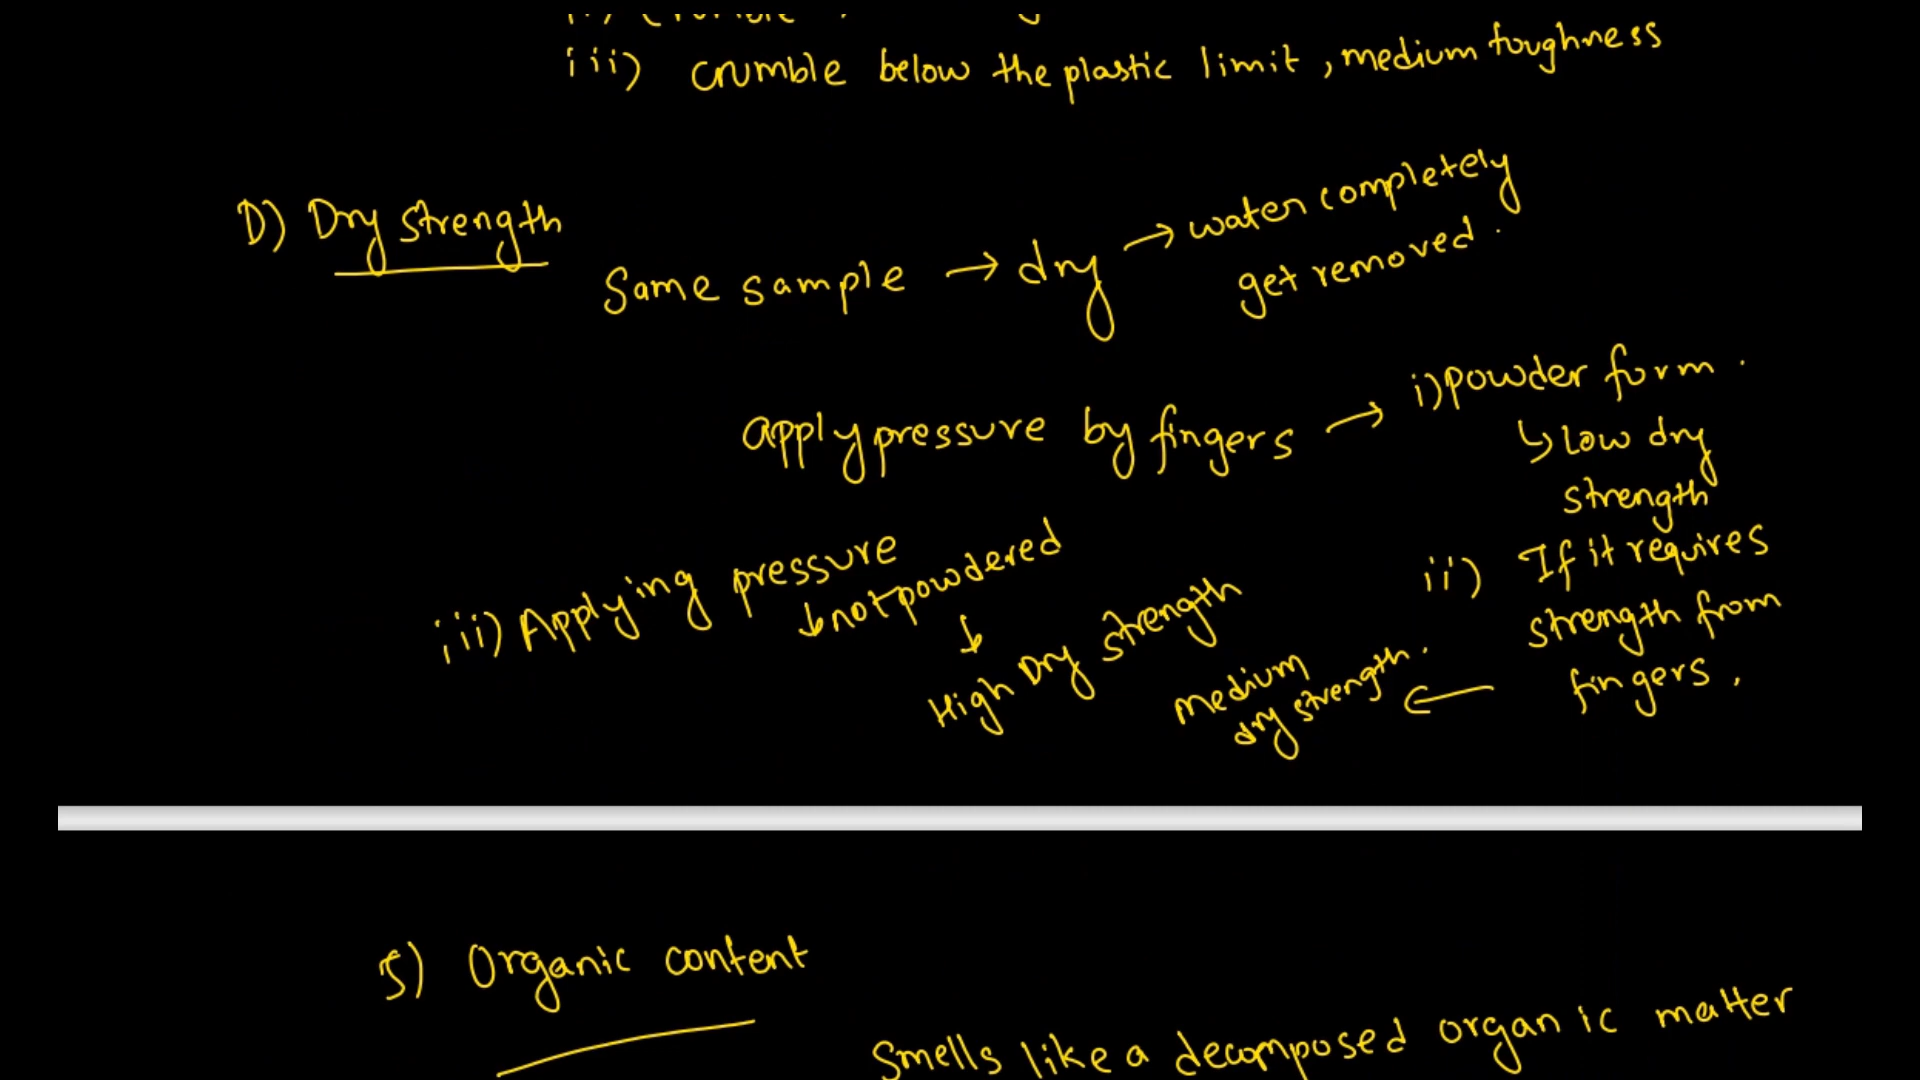 iii) crumble below the plastic limit, medium toughness
D) Dry strength
Same sample → dry → water completely
get removed.
apply pressure by fingers → i) powder form.
↳ low dry
strength
ii) If it requires
strength from
fingers.
← medium
dry strength.
iii) Applying pressure
↓ not powdered
↓
High Dry strength
5) Organic content
Smells like a decomposed organic matter